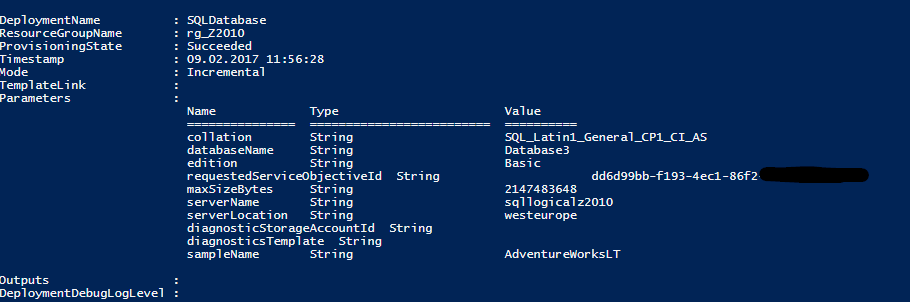 DeploymentName : SQLDatabase
ResourceGroupName : rg_Z2010
ProvisioningState : Succeeded
Timestamp : 09.02.2017 11:56:28
Mode : Incremental
TemplateLink :
Parameters :
Name Type Value
=============== ========================= ==========
collation String SQL_Latin1_General_CP1_CI_AS
databaseName String Database3
edition String Basic
requestedServiceObjectiveId String dd6d99bb-f193-4ec1-86f2-
maxSizeBytes String 2147483648
serverName String sqllogicalz2010
serverLocation String westeurope
diagnosticStorageAccountId String
diagnosticsTemplate String
sampleName String AdventureWorksLT
Outputs :
DeploymentDebugLogLevel :